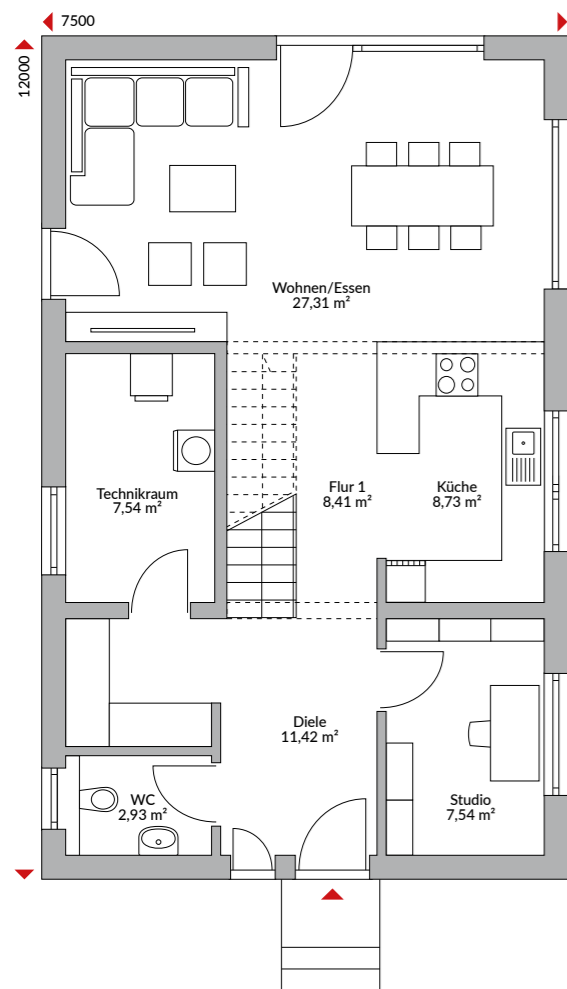 7500
12000
Wohnen/Essen
27,31 m²
Technikraum
7,54 m²
Flur 1
8,41 m²
Küche
8,73 m²
Diele
11,42 m²
WC
2,93 m²
Studio
7,54 m²